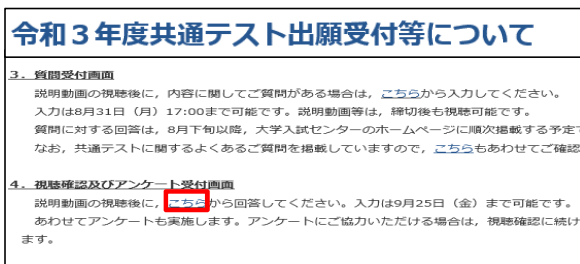 令和３年度共通テスト出願受付等について
３．質問受付画面
説明動画の視聴後に，内容に関してご質問がある場合は，こちらから入力してください。
入力は8月31日（月）17:00まで可能です。説明動画等は，締切後も視聴可能です。
質問に対する回答は，8月下旬以降，大学入試センターのホームページに順次掲載する予定で
なお，共通テストに関するよくあるご質問を掲載していますので，こちらもあわせてご確認
４．視聴確認及びアンケート受付画面
説明動画の視聴後に，こちらから回答してください。入力は9月25日（金）まで可能です。
あわせてアンケートも実施します。アンケートにご協力いただける場合は，視聴確認に続け
ます。